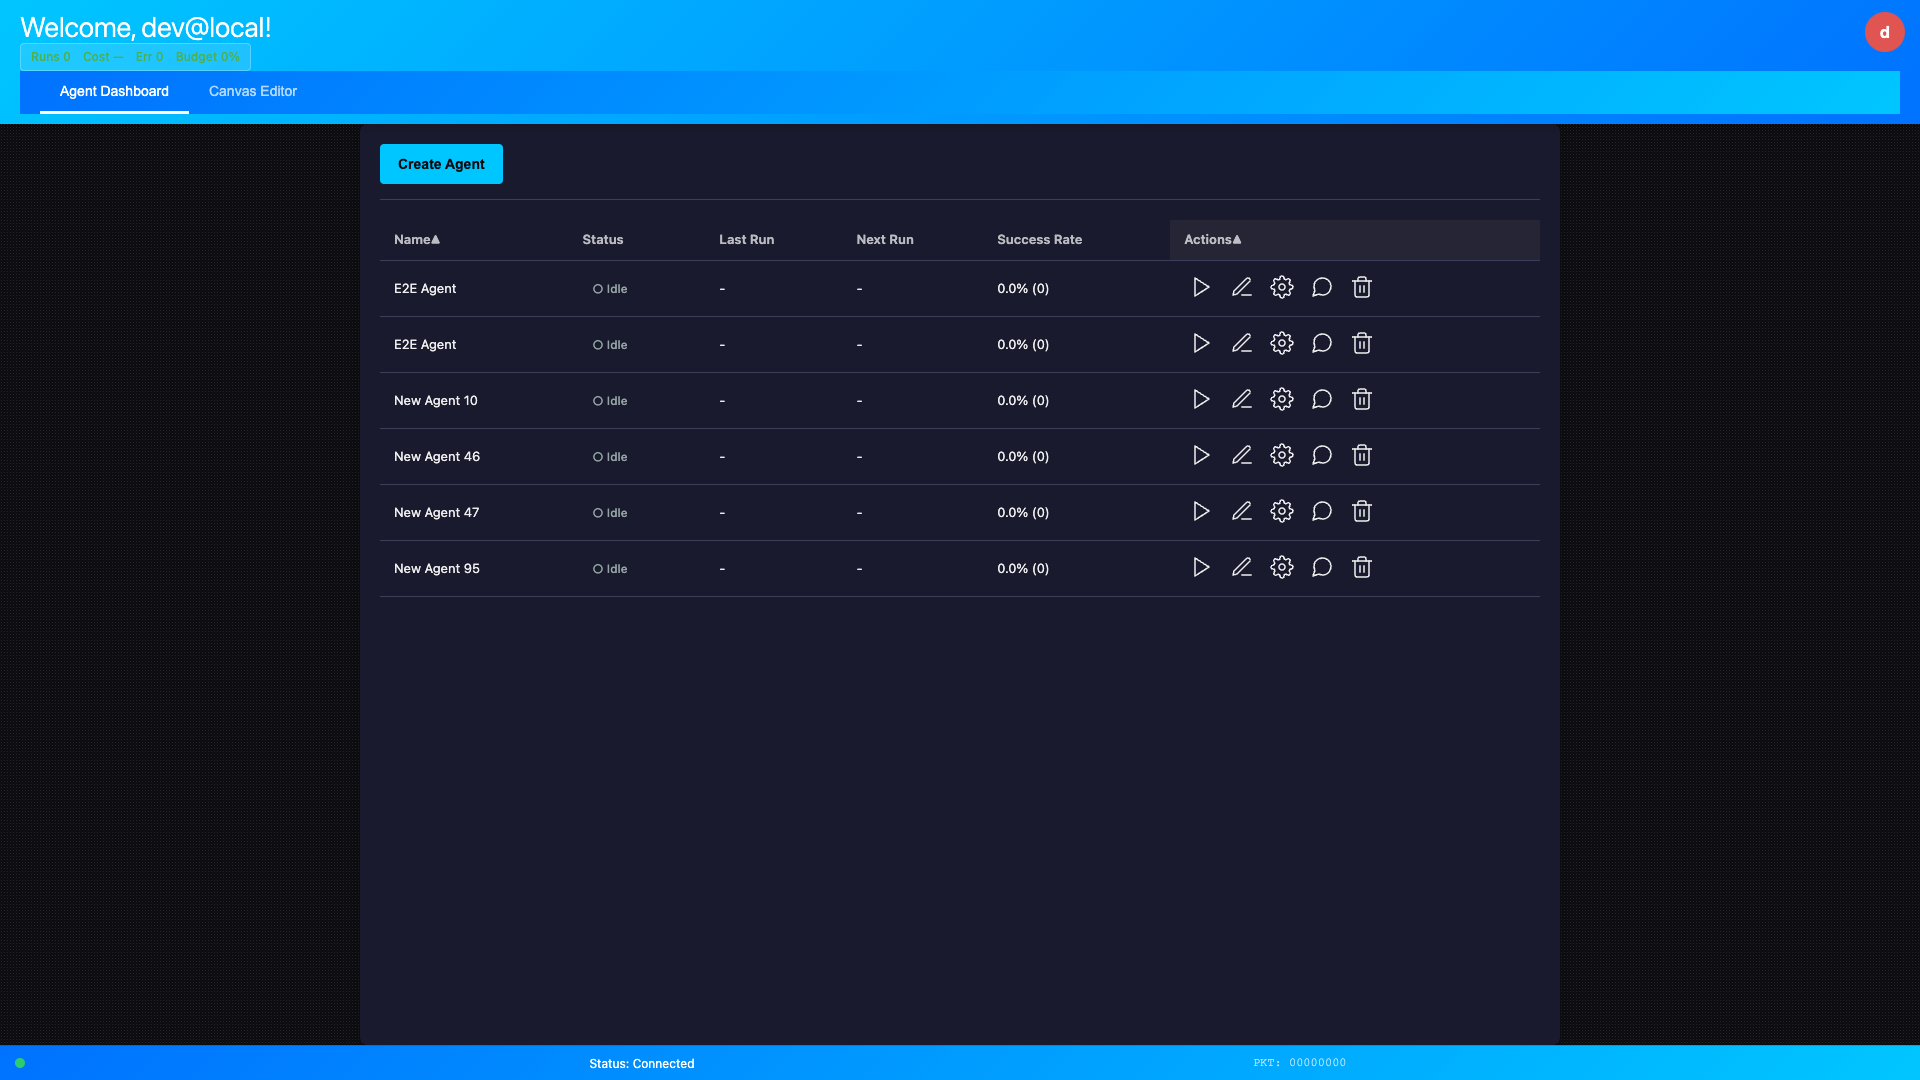 Welcome, dev@local!
d
Runs 0 Cost — Err 0 Budget 0%
Agent Dashboard Canvas Editor
Create Agent
Name▲ Status Last Run Next Run Success Rate Actions▲
E2E Agent Idle - - 0.0% (0)
E2E Agent Idle - - 0.0% (0)
New Agent 10 Idle - - 0.0% (0)
New Agent 46 Idle - - 0.0% (0)
New Agent 47 Idle - - 0.0% (0)
New Agent 95 Idle - - 0.0% (0)
Status: Connected PKT: 00000000